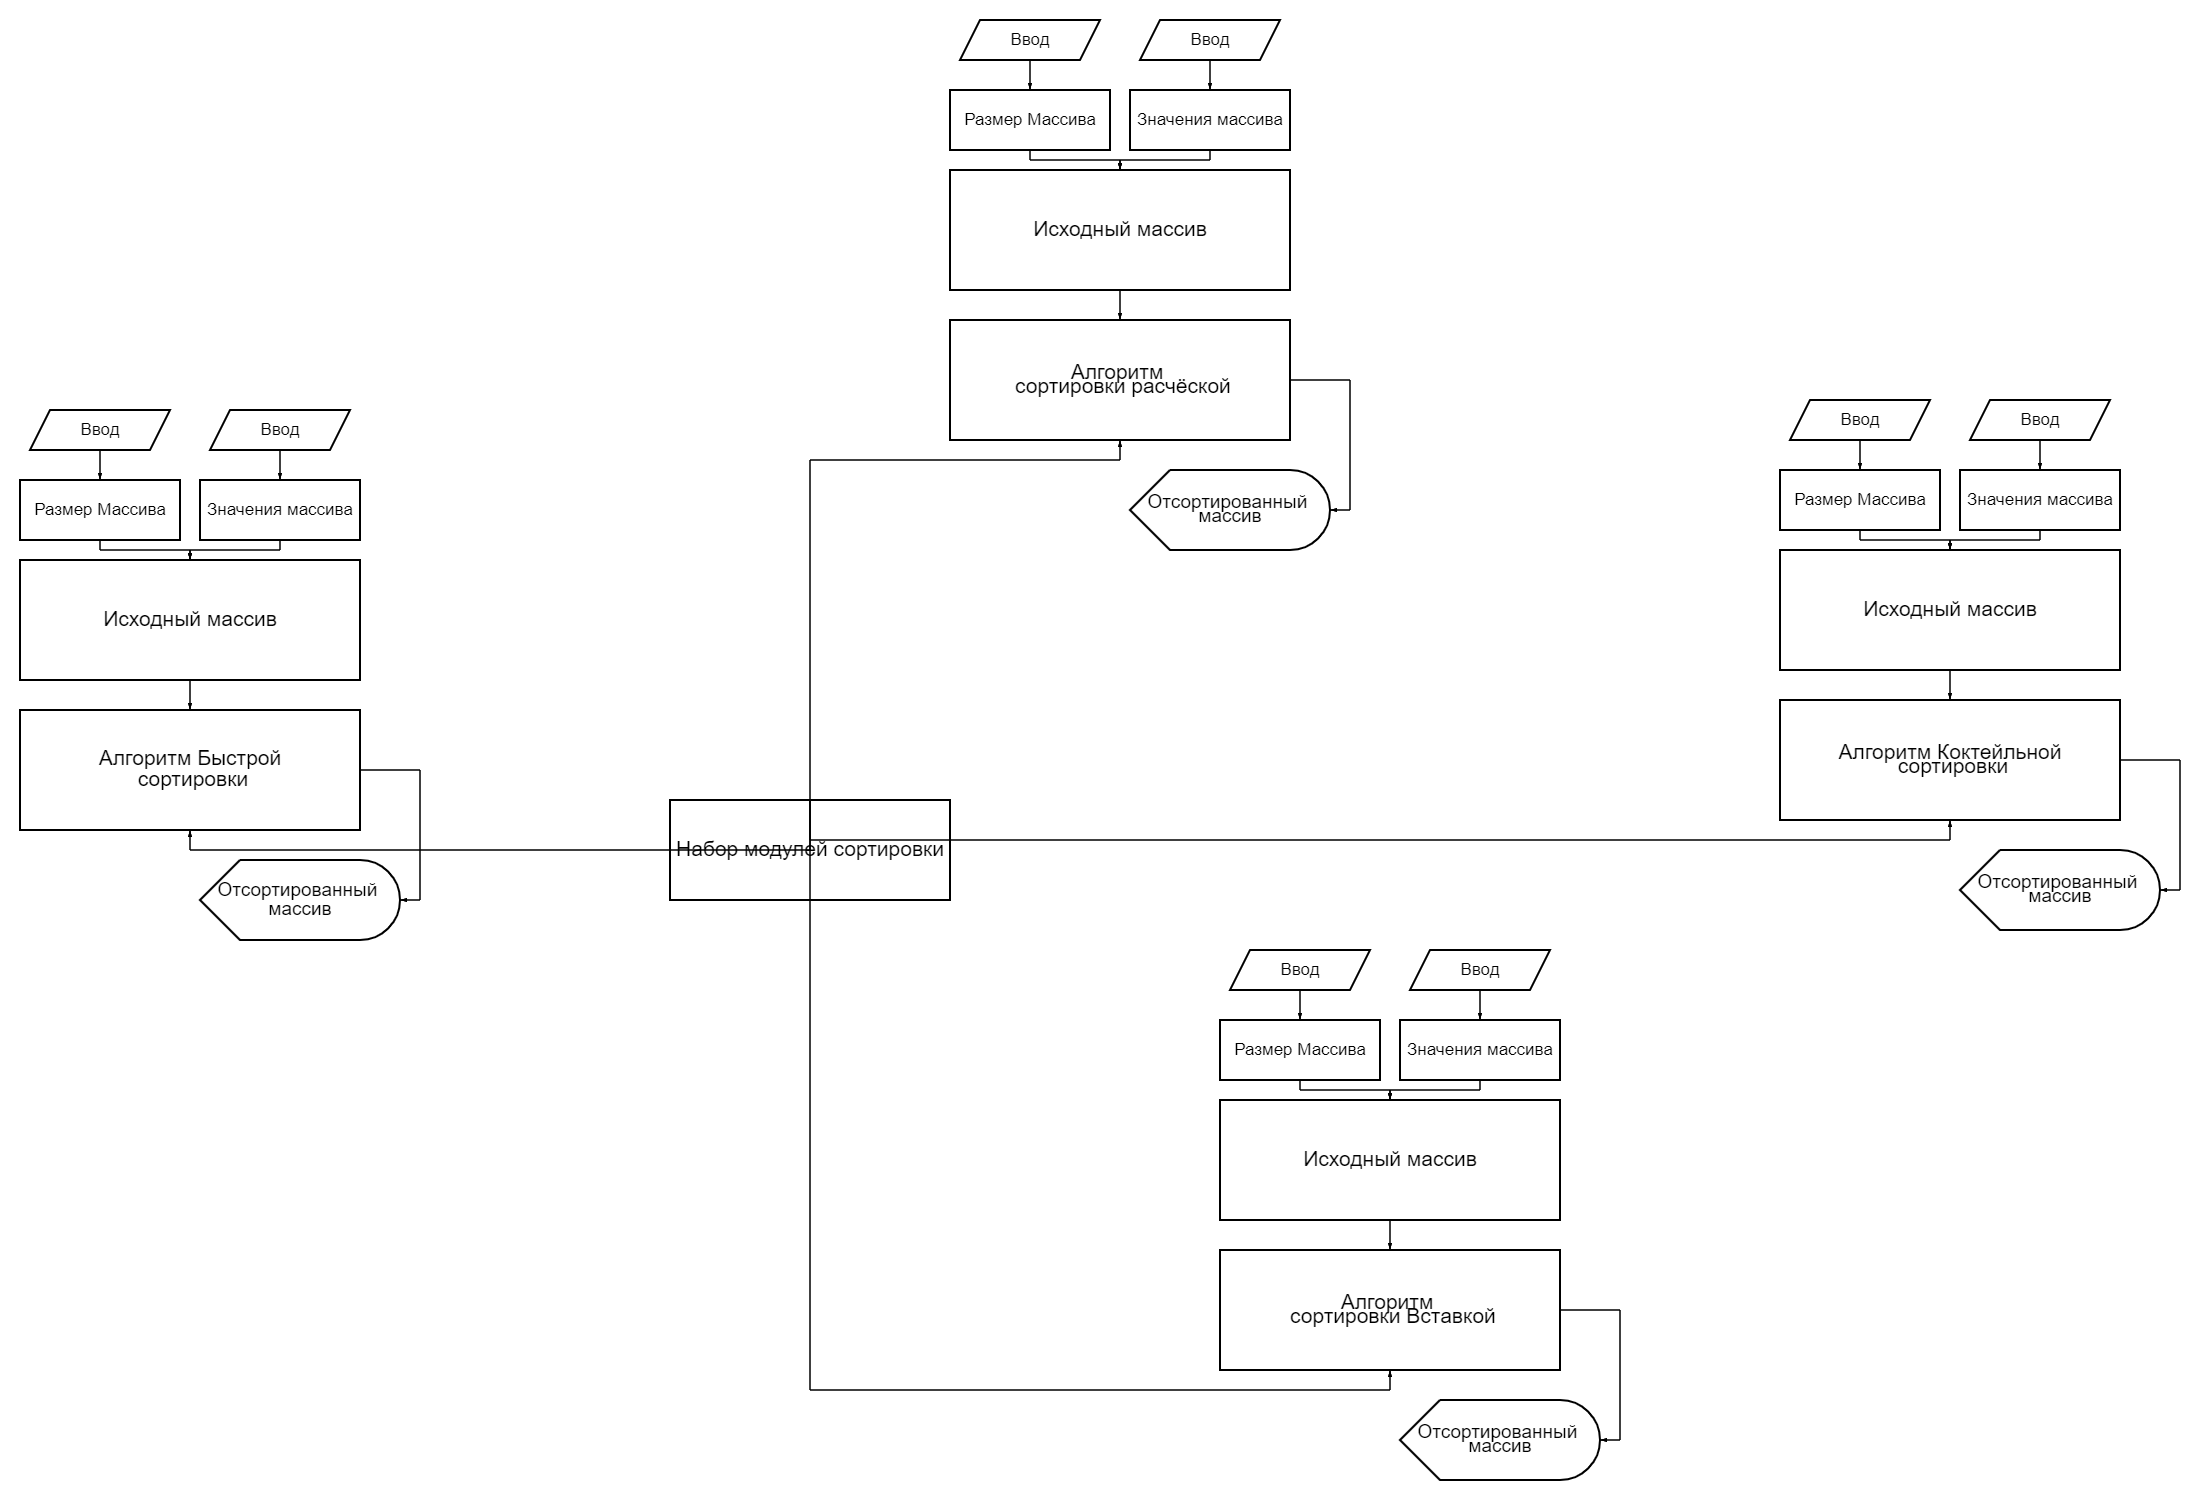 Ввод
Ввод
Размер Массива
Значения массива
Исходный массив
Алгоритм
сортировки расчёской
Отсортированный
массив
Ввод
Ввод
Размер Массива
Значения массива
Исходный массив
Алгоритм Быстрой
сортировки
Отсортированный
массив
Набор модулей сортировки
Ввод
Ввод
Размер Массива
Значения массива
Исходный массив
Алгоритм Коктейльной
сортировки
Отсортированный
массив
Ввод
Ввод
Размер Массива
Значения массива
Исходный массив
Алгоритм
сортировки Вставкой
Отсортированный
массив